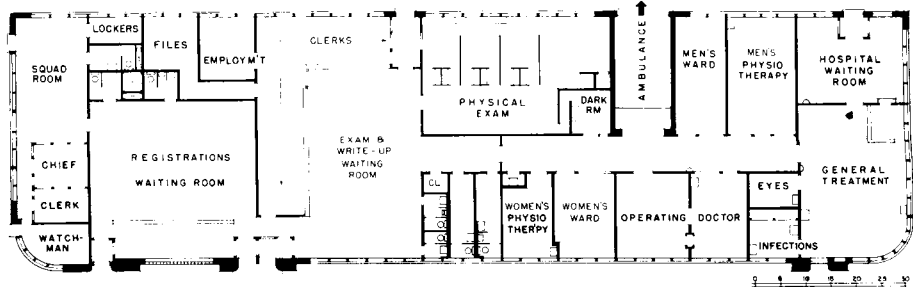 LOCKERS
SQUAD
ROOM
FILES
EMPLOYM'T
CLERKS
PHYSICAL
EXAM
DARK
RM
AMBULANCE
MEN'S
WARD
MEN'S
PHYSIO
THERAPY
HOSPITAL
WAITING
ROOM
CHIEF
CLERK
WATCH-
MAN
REGISTRATIONS
WAITING ROOM
EXAM &
WRITE-UP
WAITING
ROOM
CL
WOMEN'S
PHYSIO
THER'PY
WOMEN'S
WARD
OPERATING
DOCTOR
EYES
INFECTIONS
GENERAL
TREATMENT
0 5 10 15 20 25 30